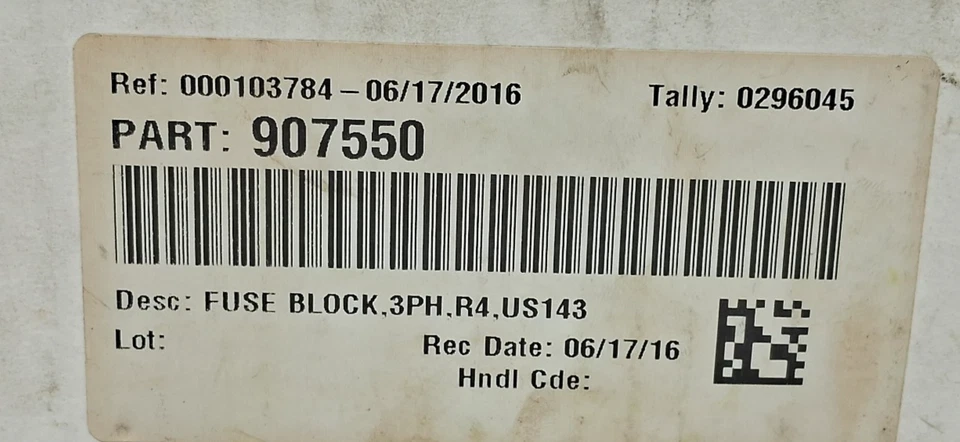 Ref: 000103784 – 06/17/2016 Tally: 0296045
PART: 907550
Desc: FUSE BLOCK,3PH,R4,US143
Lot: Rec Date: 06/17/16
Hndl Cde: